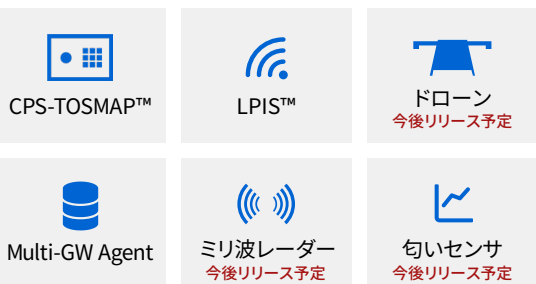 CPS-TOSMAP™
LPIS™
ドローン
今後リリース予定
Multi-GW Agent
ミリ波レーダー
今後リリース予定
匂いセンサ
今後リリース予定